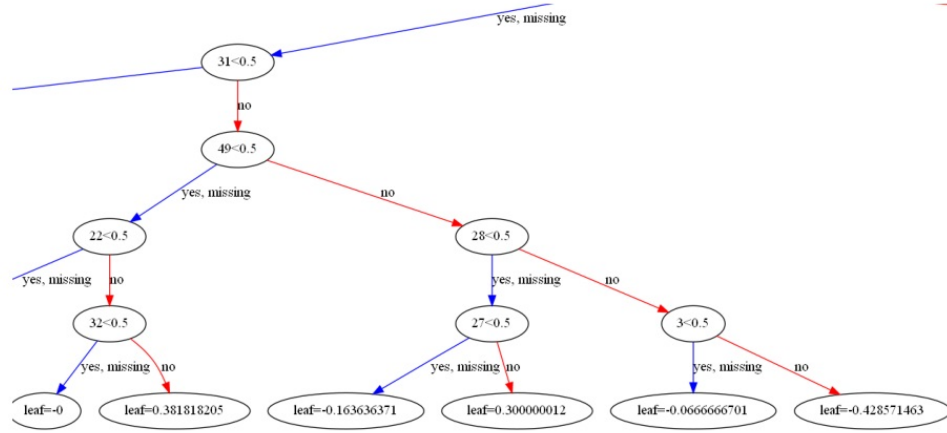 yes, missing
31<0.5
no
49<0.5
yes, missing
no
22<0.5
28<0.5
yes, missing
no
yes, missing
no
32<0.5
27<0.5
3<0.5
yes, missing
no
yes, missing
no
yes, missing
no
leaf=-0
leaf=0.381818205
leaf=-0.163636371
leaf=0.300000012
leaf=-0.0666666701
leaf=-0.428571463